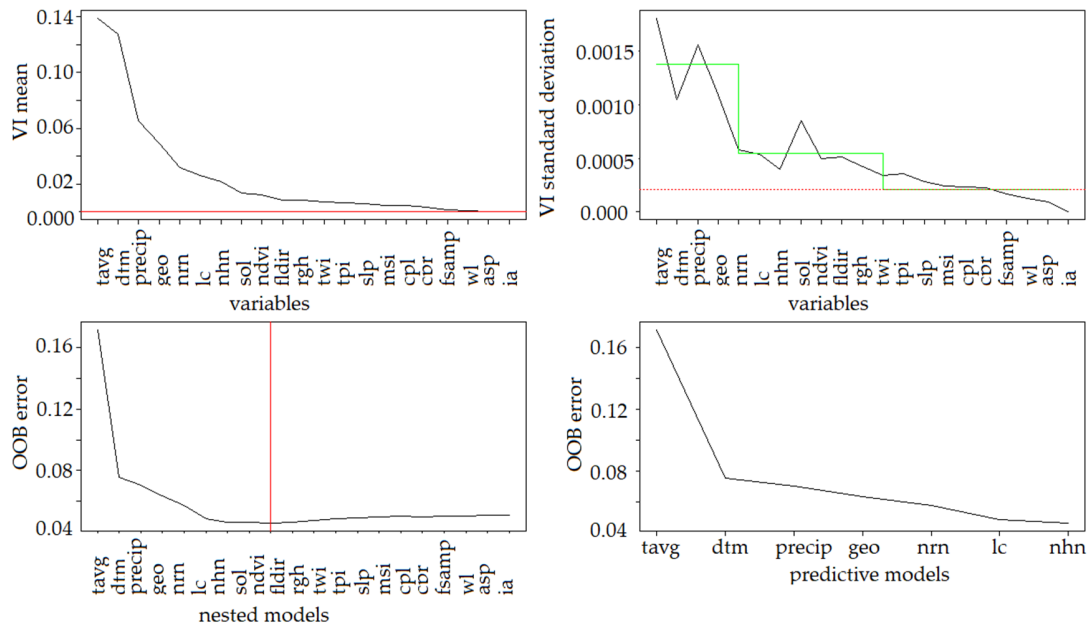 VI mean
0.14
0.10
0.06
0.02
0.000
tavg
dtm
precip
geo
nrn
lc
nhn
sol
ndvi
fldir
rgh
twi
tpi
slp
msi
cpl
cbr
fsamp
wl
asp
ia
variables
VI standard deviation
0.0015
0.0010
0.0005
0.000
tavg
dtm
precip
geo
nrn
lc
nhn
sol
ndvi
fldir
rgh
twi
tpi
slp
msi
cpl
cbr
fsamp
wl
asp
ia
variables
OOB error
0.16
0.12
0.08
0.04
tavg
dtm
precip
geo
nrn
lc
nhn
sol
ndvi
fldir
rgh
twi
tpi
slp
msi
cpl
cbr
fsamp
wl
asp
ia
nested models
OOB error
0.16
0.12
0.08
0.04
tavg dtm precip geo nrn lc nhn
predictive models